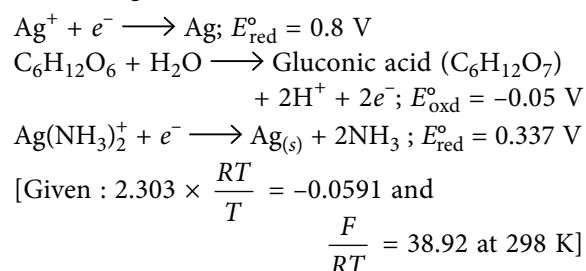 Ag⁺ + e⁻ ⟶ Ag; E°red = 0.8 V
C₆H₁₂O₆ + H₂O ⟶ Gluconic acid (C₆H₁₂O₇)
+ 2H⁺ + 2e⁻; E°oxd = –0.05 V
Ag(NH₃)₂⁺ + e⁻ ⟶ Ag(s) + 2NH₃ ; E°red = 0.337 V
[Given : 2.303 × RT/T = –0.0591 and
F/RT = 38.92 at 298 K]